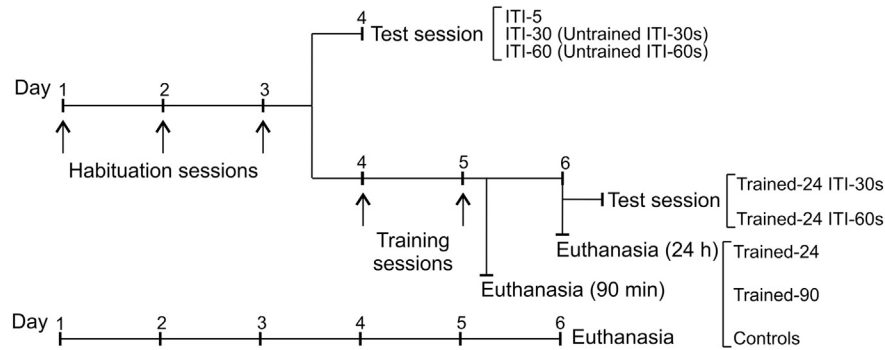 4
Test session
ITI-5
ITI-30 (Untrained ITI-30s)
ITI-60 (Untrained ITI-60s)
Day 1 2 3
Habituation sessions
4 5 6
Test session
Trained-24 ITI-30s
Trained-24 ITI-60s
Training
sessions
Euthanasia (24 h)
Euthanasia (90 min)
Trained-24
Trained-90
Controls
Day 1 2 3 4 5 6 Euthanasia